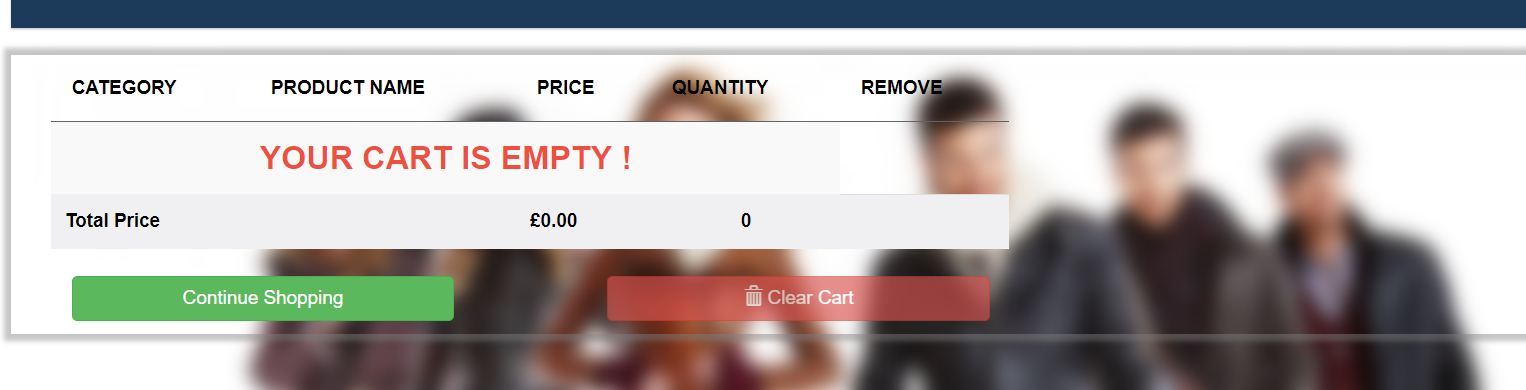 CATEGORY PRODUCT NAME PRICE QUANTITY REMOVE
YOUR CART IS EMPTY !
Total Price £0.00 0
Continue Shopping Clear Cart